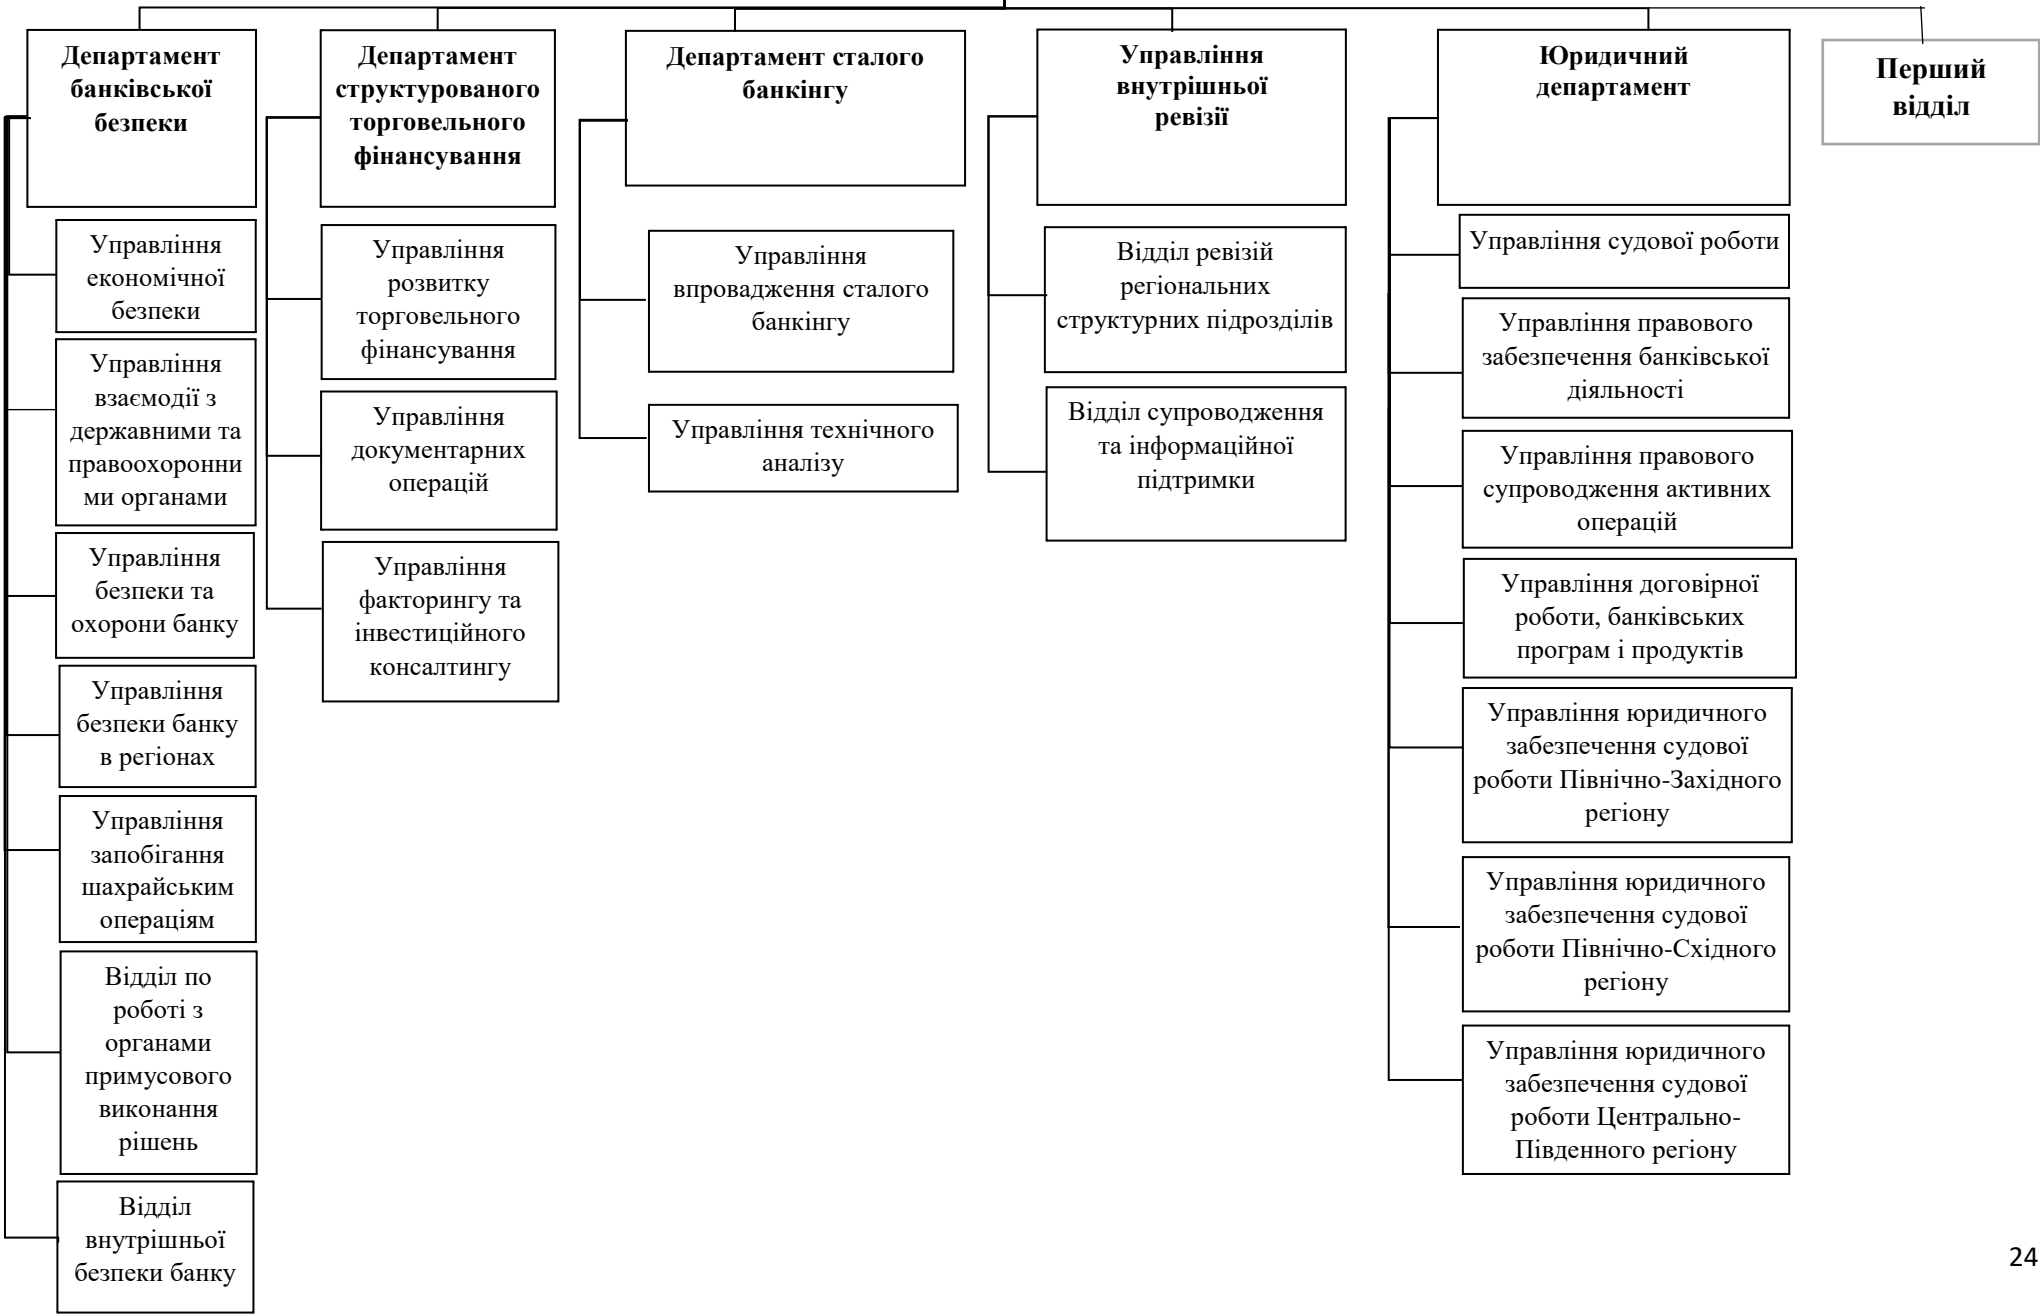 Департамент
банківської
безпеки
Управління
економічної
безпеки
Управління
взаємодії з
державними та
правоохоронни
ми органами
Управління
безпеки та
охорони банку
Управління
безпеки банку
в регіонах
Управління
запобігання
шахрайським
операціям
Відділ по
роботі з
органами
примусового
виконання
рішень
Відділ
внутрішньої
безпеки банку
Департамент
структурованого
торговельного
фінансування
Управління
розвитку
торговельного
фінансування
Управління
документарних
операцій
Управління
факторингу та
інвестиційного
консалтингу
Департамент сталого
банкінгу
Управління
впровадження сталого
банкінгу
Управління технічного
аналізу
Управління
внутрішньої
ревізії
Відділ ревізій
регіональних
структурних підрозділів
Відділ супроводження
та інформаційної
підтримки
Юридичний
департамент
Управління судової роботи
Управління правового
забезпечення банківської
діяльності
Управління правового
супроводження активних
операцій
Управління договірної
роботи, банківських
програм і продуктів
Управління юридичного
забезпечення судової
роботи Північно-Західного
регіону
Управління юридичного
забезпечення судової
роботи Північно-Східного
регіону
Управління юридичного
забезпечення судової
роботи Центрально-
Південного регіону
Перший
відділ
24